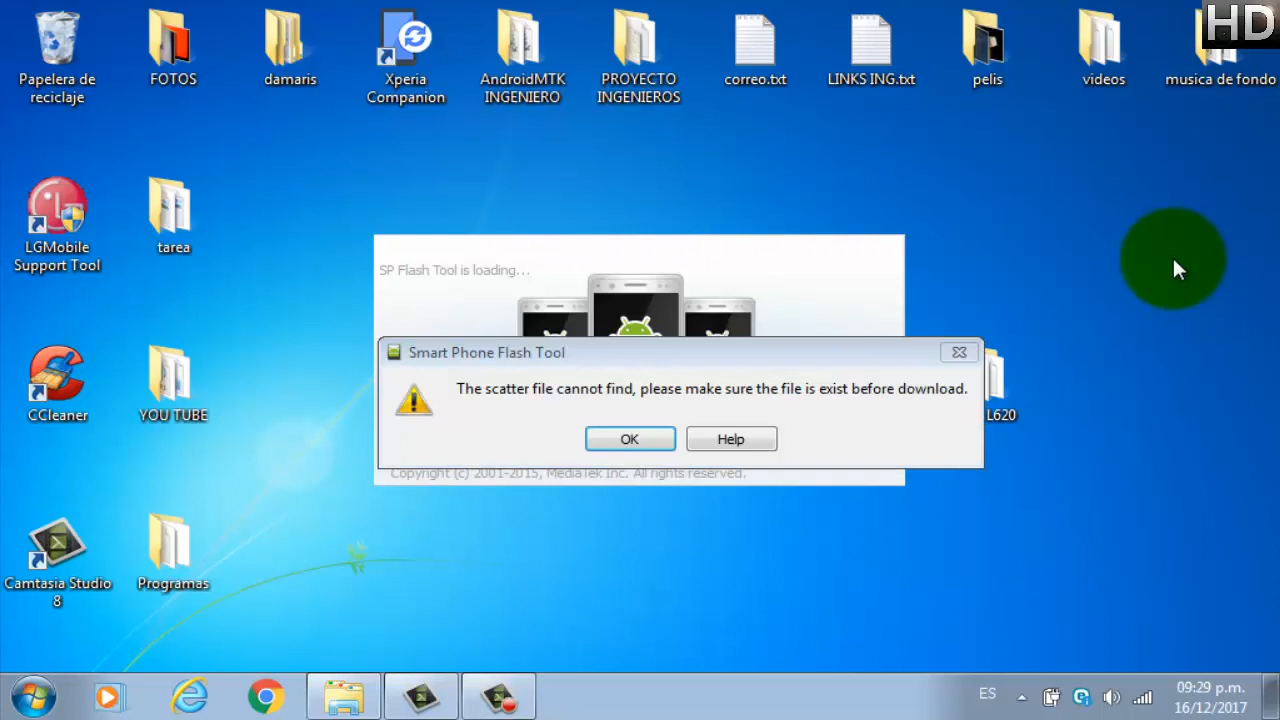 HD
Papelera de
reciclaje
FOTOS
damaris
Xperia
Companion
AndroidMTK
INGENIERO
PROYECTO
INGENIEROS
correo.txt
LINKS ING.txt
pelis
videos
musica de fondo
LGMobile
Support Tool
tarea
SP Flash Tool is loading...
Smart Phone Flash Tool
The scatter file cannot find, please make sure the file is exist before download.
OK
Help
Copyright (c) 2001-2015, MediaTek Inc. All rights reserved.
CCleaner
YOU TUBE
L620
Camtasia Studio
8
Programas
ES
09:29 p.m.
16/12/2017